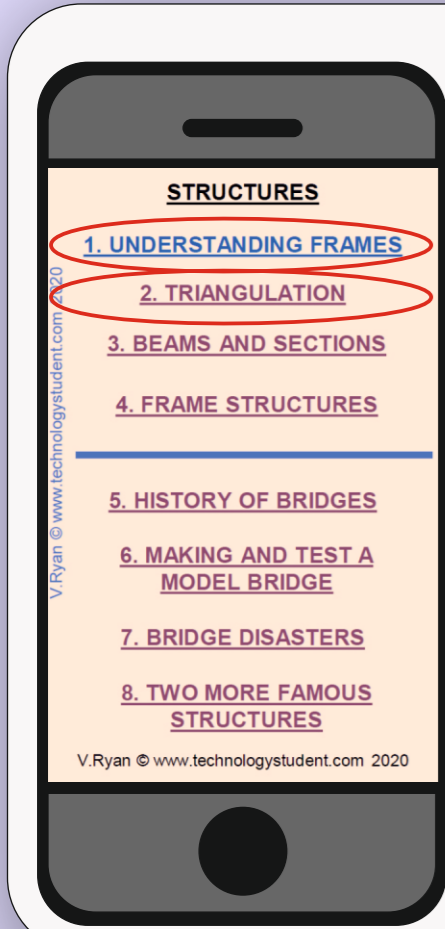 STRUCTURES
1. UNDERSTANDING FRAMES
2. TRIANGULATION
3. BEAMS AND SECTIONS
4. FRAME STRUCTURES
5. HISTORY OF BRIDGES
6. MAKING AND TEST A
MODEL BRIDGE
7. BRIDGE DISASTERS
8. TWO MORE FAMOUS
STRUCTURES
V.Ryan © www.technologystudent.com 2020
V.Ryan © www.technologystudent.com 2020